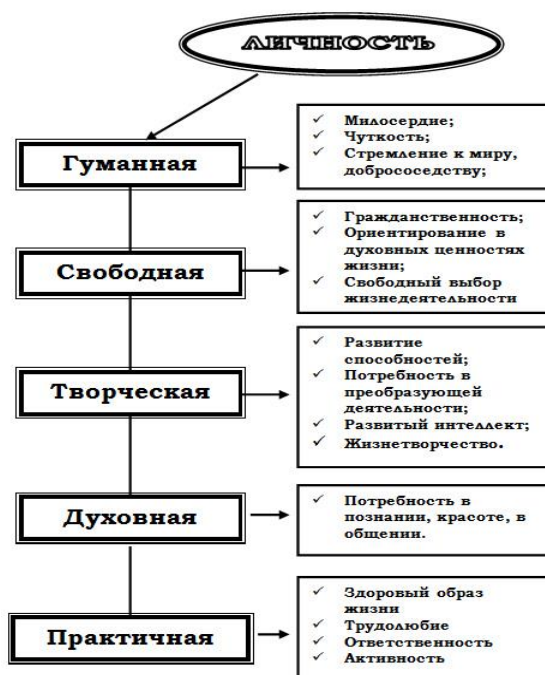 ЛИЧНОСТЬ
Гуманная
✓ Милосердие;
✓ Чуткость;
✓ Стремление к миру,
добрососедству;
Свободная
✓ Гражданственность;
✓ Ориентирование в
духовных ценностях
жизни;
✓ Свободный выбор
жизнедеятельности
Творческая
✓ Развитие
способностей;
✓ Потребность в
преобразующей
деятельности;
✓ Развитый интеллект;
✓ Жизнетворчество.
Духовная
✓ Потребность в
познании, красоте, в
общении.
Практичная
✓ Здоровый образ
жизни
✓ Трудолюбие
✓ Ответственность
✓ Активность